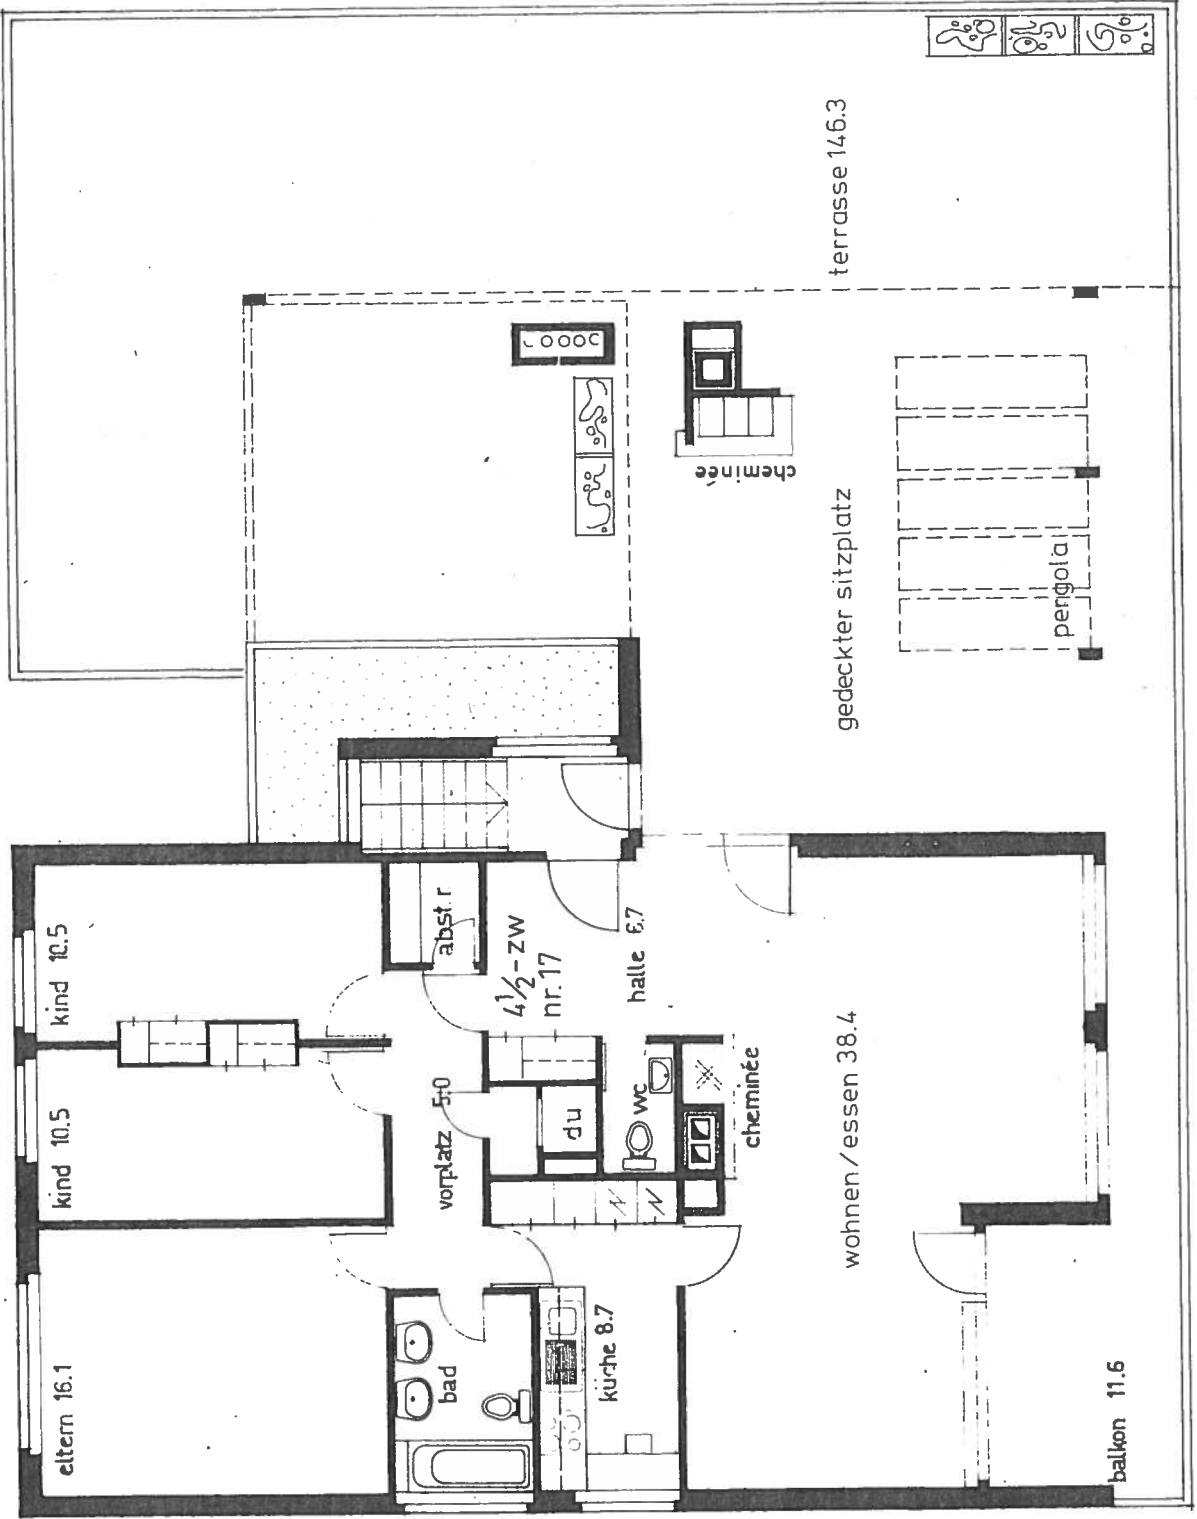 terrasse 146.3
cheminée
gedeckter sitzplatz
pergola
kind 10.5
abst.r
4½-zw
nr. 17
halle 6.7
kind 10.5
vorplatz 5.0
du
wc
cheminée
wohnen/essen 38.4
eltern 16.1
bad
küche 8.7
balkon 11.6